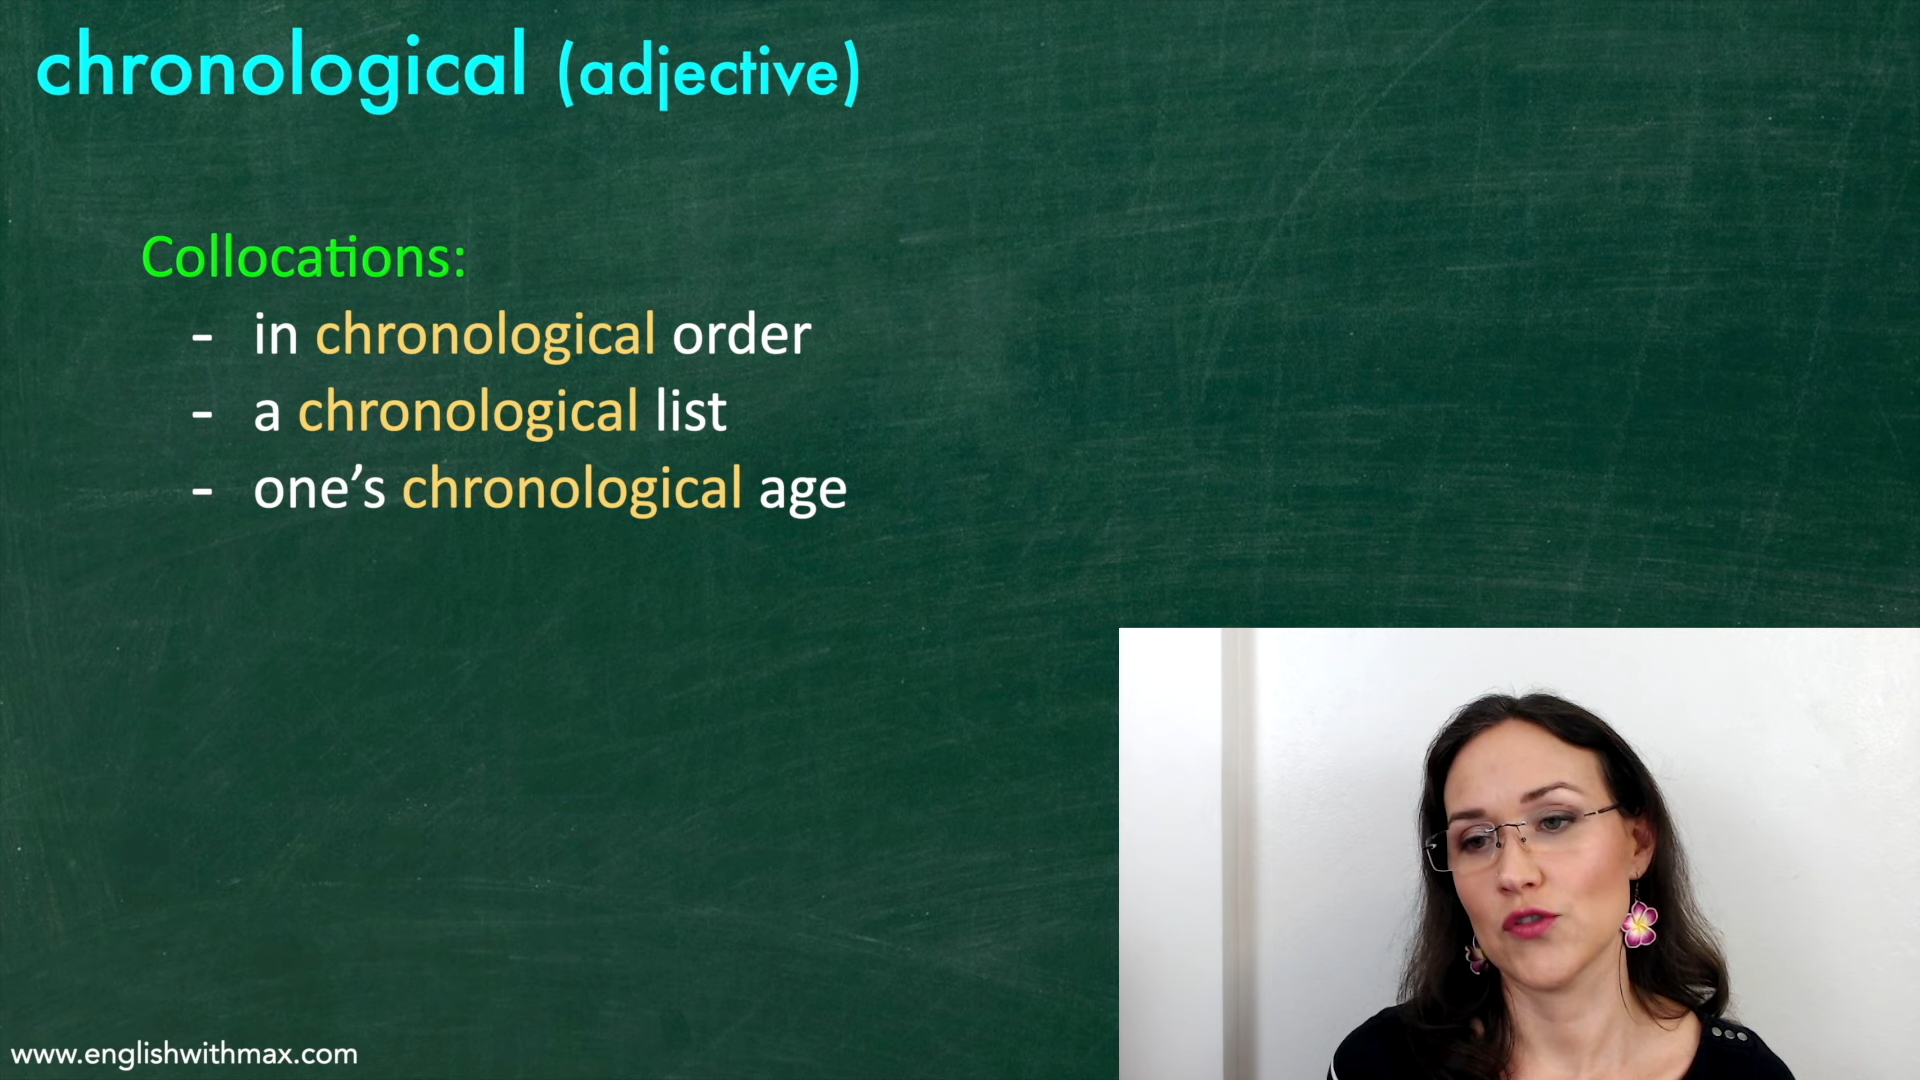 chronological (adjective)
Collocations:
- in chronological order
- a chronological list
- one’s chronological age
www.englishwithmax.com